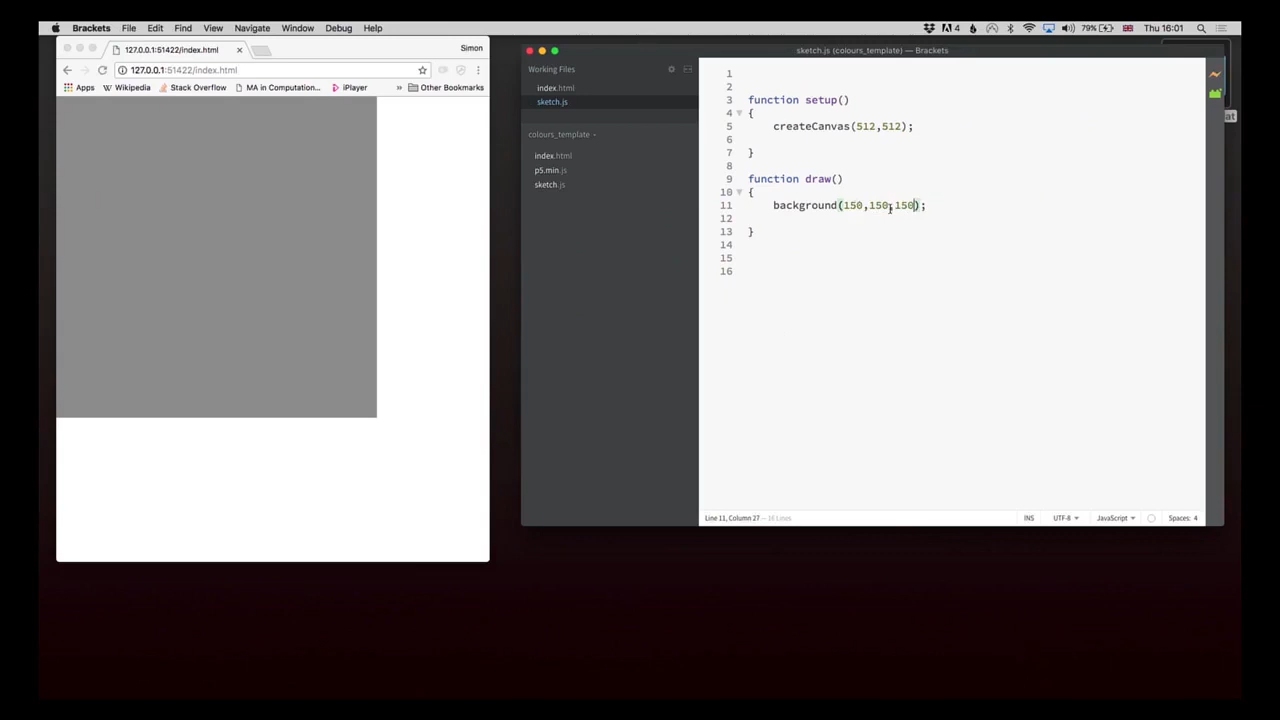 Brackets File Edit Find View Navigate Window Debug Help 4 79% Thu 16:01
127.0.0.1:51422/index.html Simon
127.0.0.1:51422/index.html
Apps Wikipedia Stack Overflow MA in Computation... iPlayer » Other Bookmarks
sketch.js (colours_template) — Brackets
Working Files
index.html
sketch.js
colours_template
index.html
p5.min.js
sketch.js
1
2
3 function setup()
4 {
5 createCanvas(512,512);
6
7 }
8
9 function draw()
10 {
11 background(150,150,150);
12
13 }
14
15
16
Line 11, Column 27 — 16 Lines INS UTF-8 JavaScript Spaces: 4
at